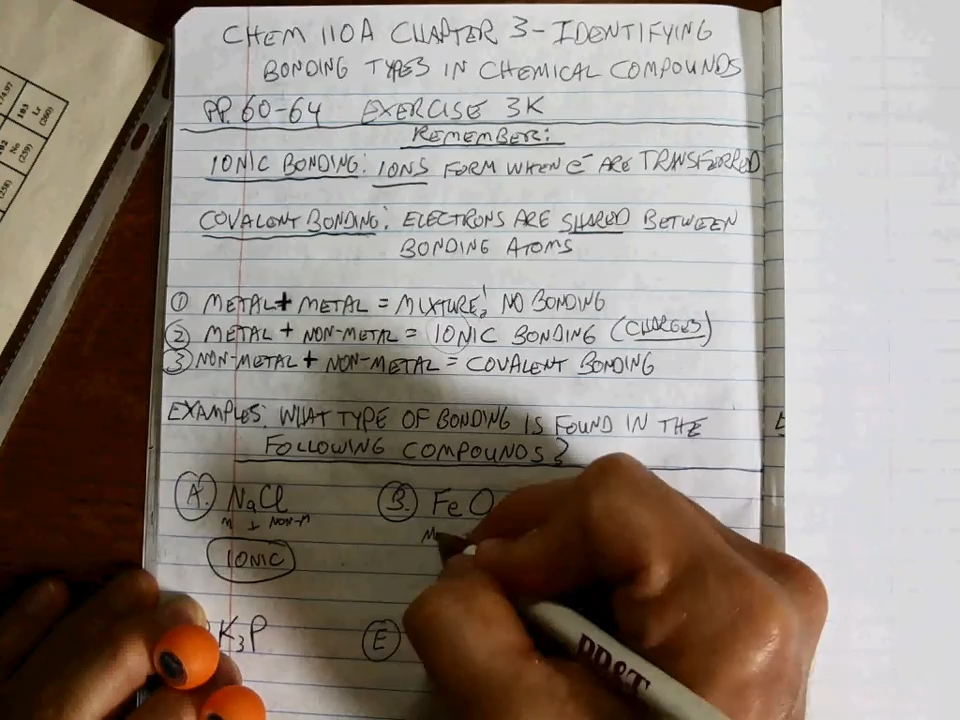 CHEM 110A CHAPTER 3 - IDENTIFYING
BONDING TYPES IN CHEMICAL COMPOUNDS
PP. 60-64 EXERCISE 3K
REMEMBER:
IONIC BONDING: IONS FORM WHEN e⁻ ARE TRANSFERRED
COVALENT BONDING: ELECTRONS ARE SHARED BETWEEN
BONDING ATOMS
① METAL + METAL = MIXTURE; NO BONDING
② METAL + NON-METAL = IONIC BONDING (CHARGES)
③ NON-METAL + NON-METAL = COVALENT BONDING
EXAMPLES: WHAT TYPE OF BONDING IS FOUND IN THE
FOLLOWING COMPOUNDS?
A. NaCl B. FeO
M + NON-M M
IONIC
K₃P E